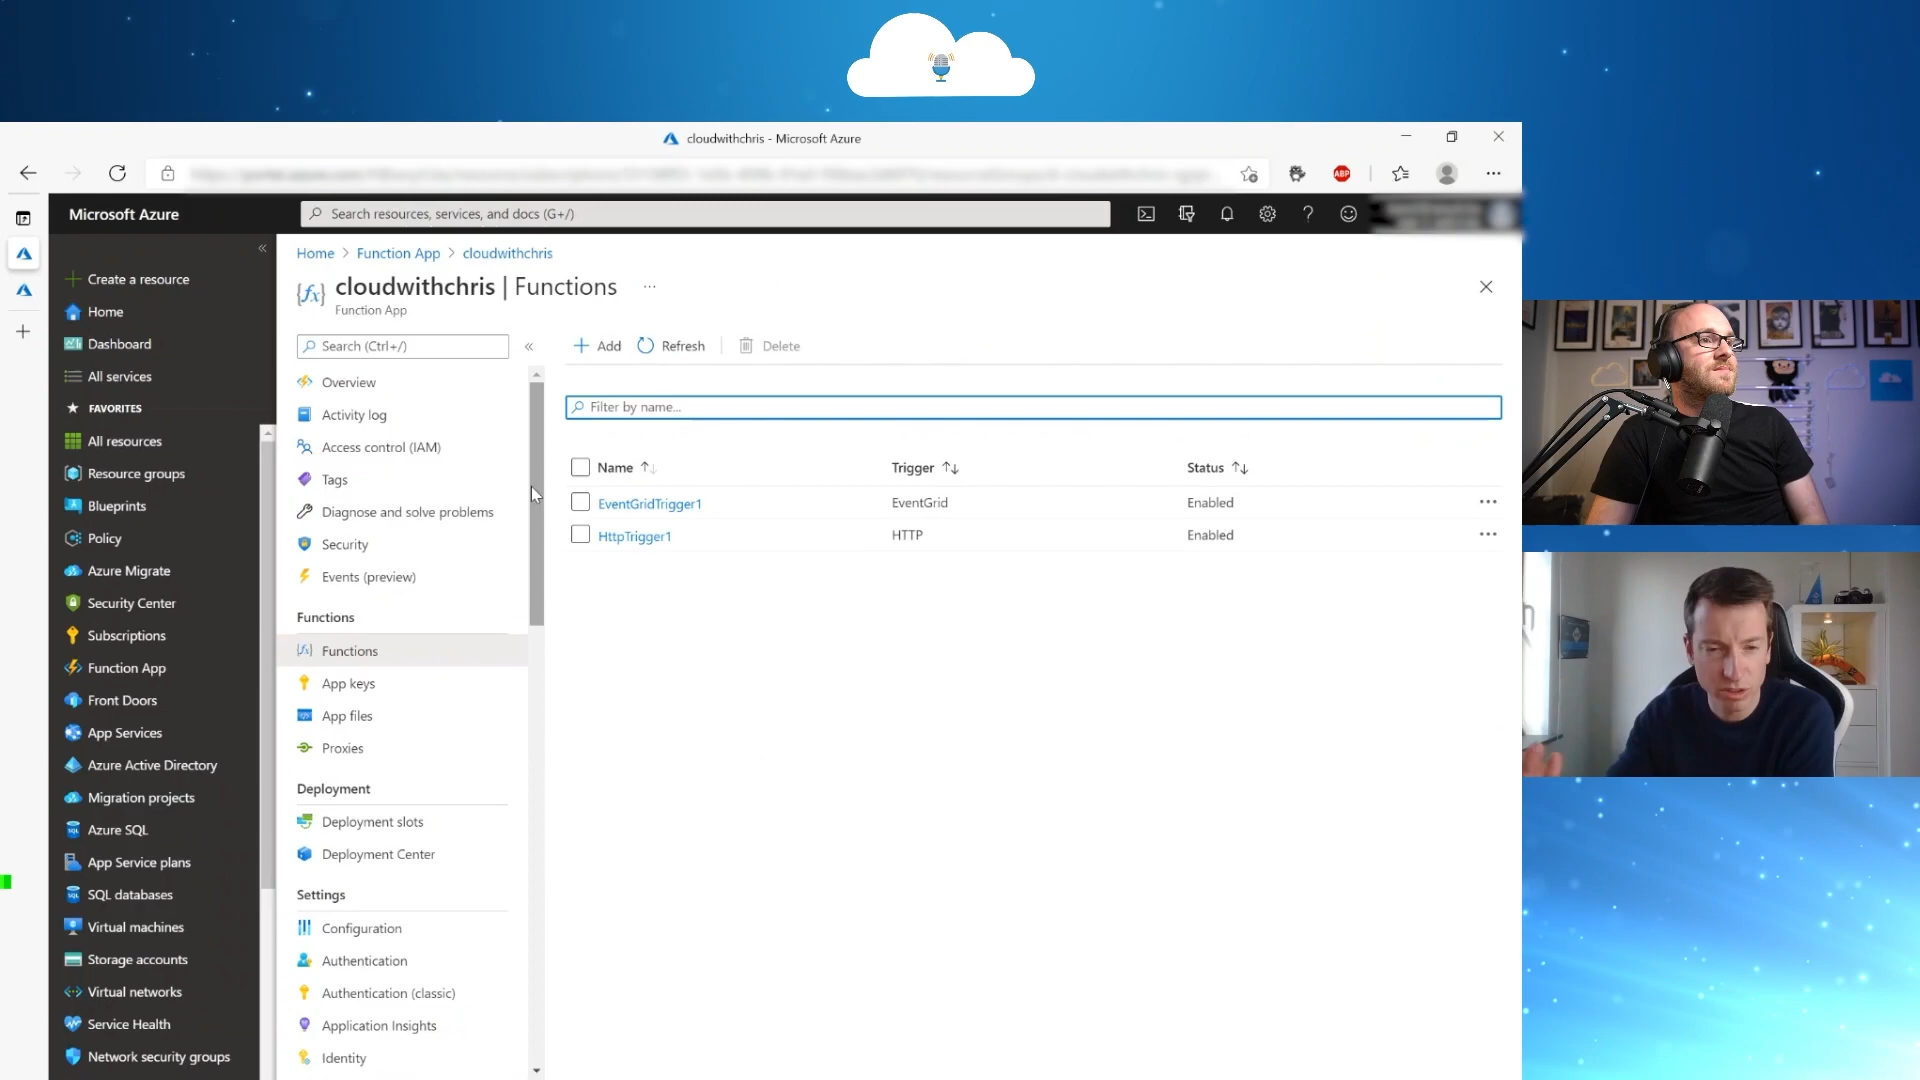 cloudwithchris - Microsoft Azure
ABP
Microsoft Azure
Search resources, services, and docs (G+/)
Create a resource
Home
Dashboard
All services
FAVORITES
All resources
Resource groups
Blueprints
Policy
Azure Migrate
Security Center
Subscriptions
Function App
Front Doors
App Services
Azure Active Directory
Migration projects
Azure SQL
App Service plans
SQL databases
Virtual machines
Storage accounts
Virtual networks
Service Health
Network security groups
Home > Function App > cloudwithchris
cloudwithchris | Functions ...
Function App
Search (Ctrl+/)
Overview
Activity log
Access control (IAM)
Tags
Diagnose and solve problems
Security
Events (preview)
Functions
Functions
App keys
App files
Proxies
Deployment
Deployment slots
Deployment Center
Settings
Configuration
Authentication
Authentication (classic)
Application Insights
Identity
Add Refresh Delete
Filter by name...
Name Trigger Status
EventGridTrigger1 EventGrid Enabled
HttpTrigger1 HTTP Enabled